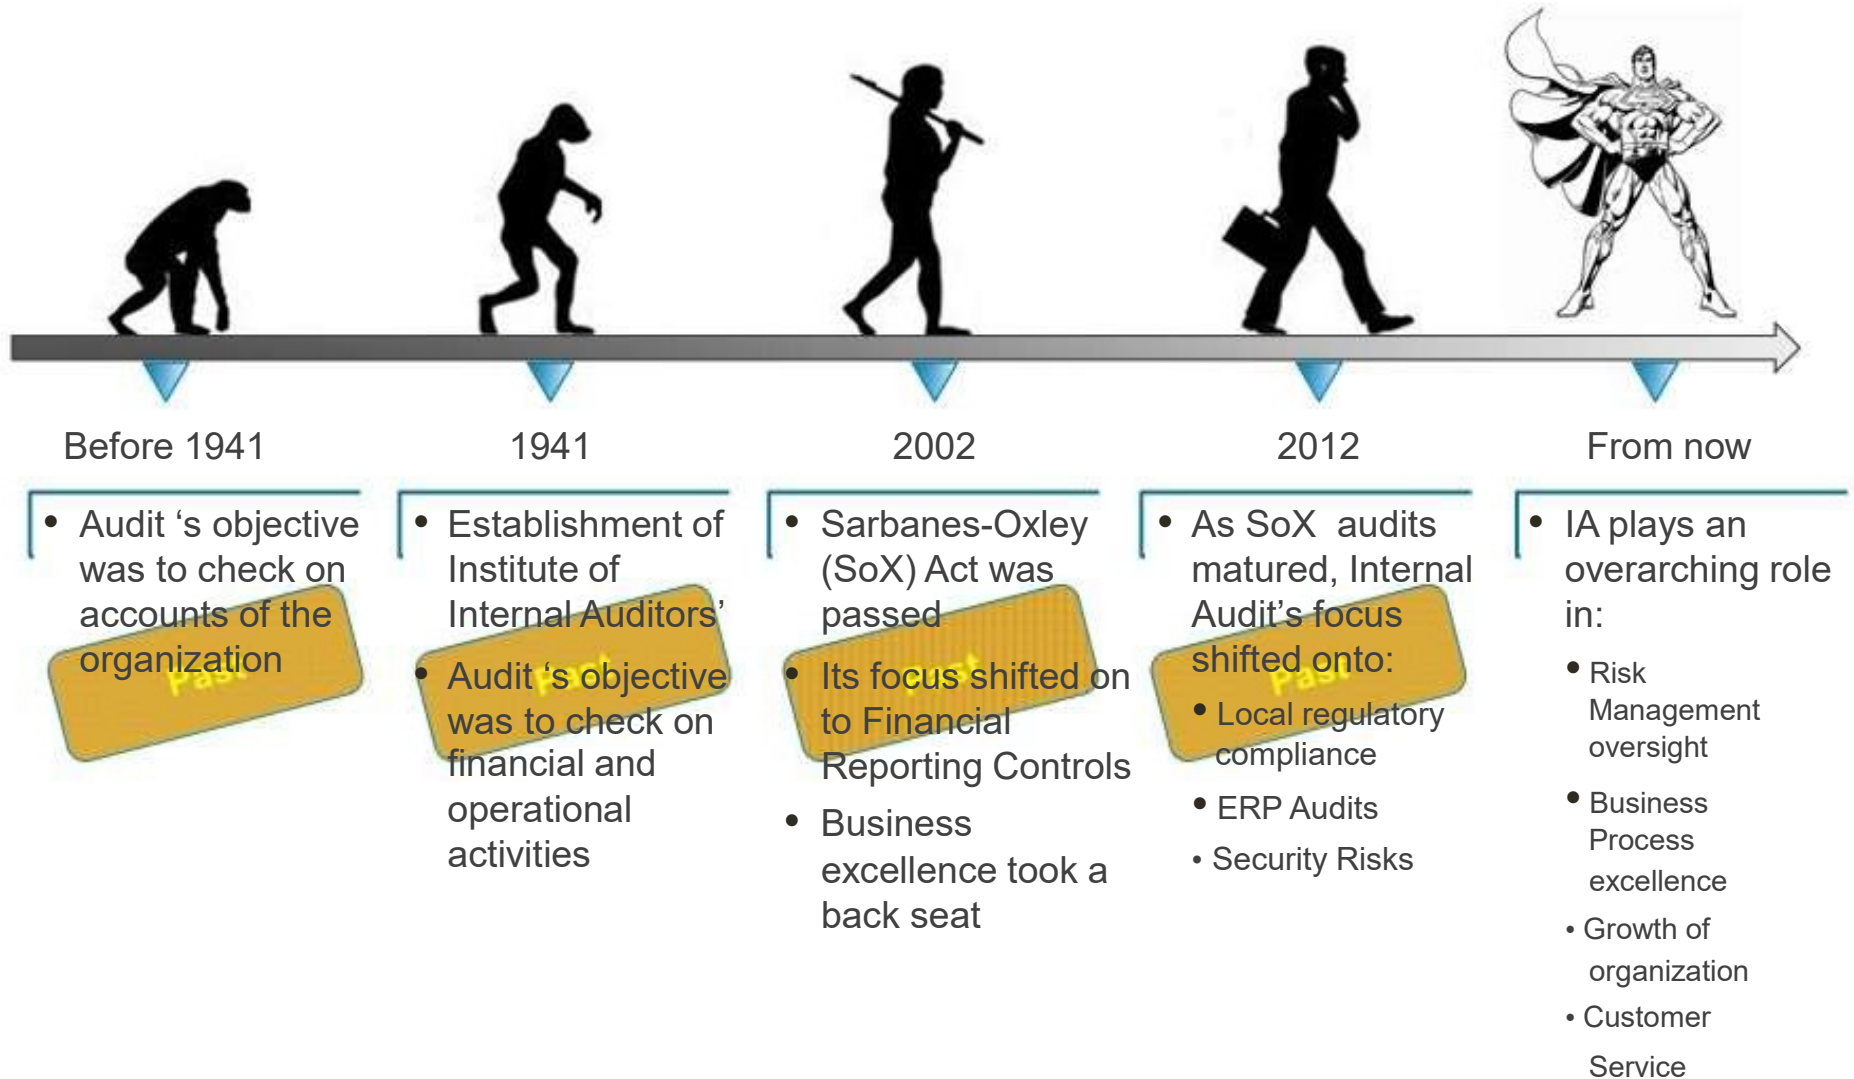 Before 1941
• Audit ‘s objective
was to check on
accounts of the
organization
Past
1941
• Establishment of
Institute of
Internal Auditors’
• Audit ‘s objective
was to check on
financial and
operational
activities
Past
2002
• Sarbanes-Oxley
(SoX) Act was
passed
• Its focus shifted on
to Financial
Reporting Controls
• Business
excellence took a
back seat
Past
2012
• As SoX audits
matured, Internal
Audit’s focus
shifted onto:
• Local regulatory
compliance
• ERP Audits
• Security Risks
Past
From now
• IA plays an
overarching role
in:
• Risk
Management
oversight
• Business
Process
excellence
• Growth of
organization
• Customer
Service